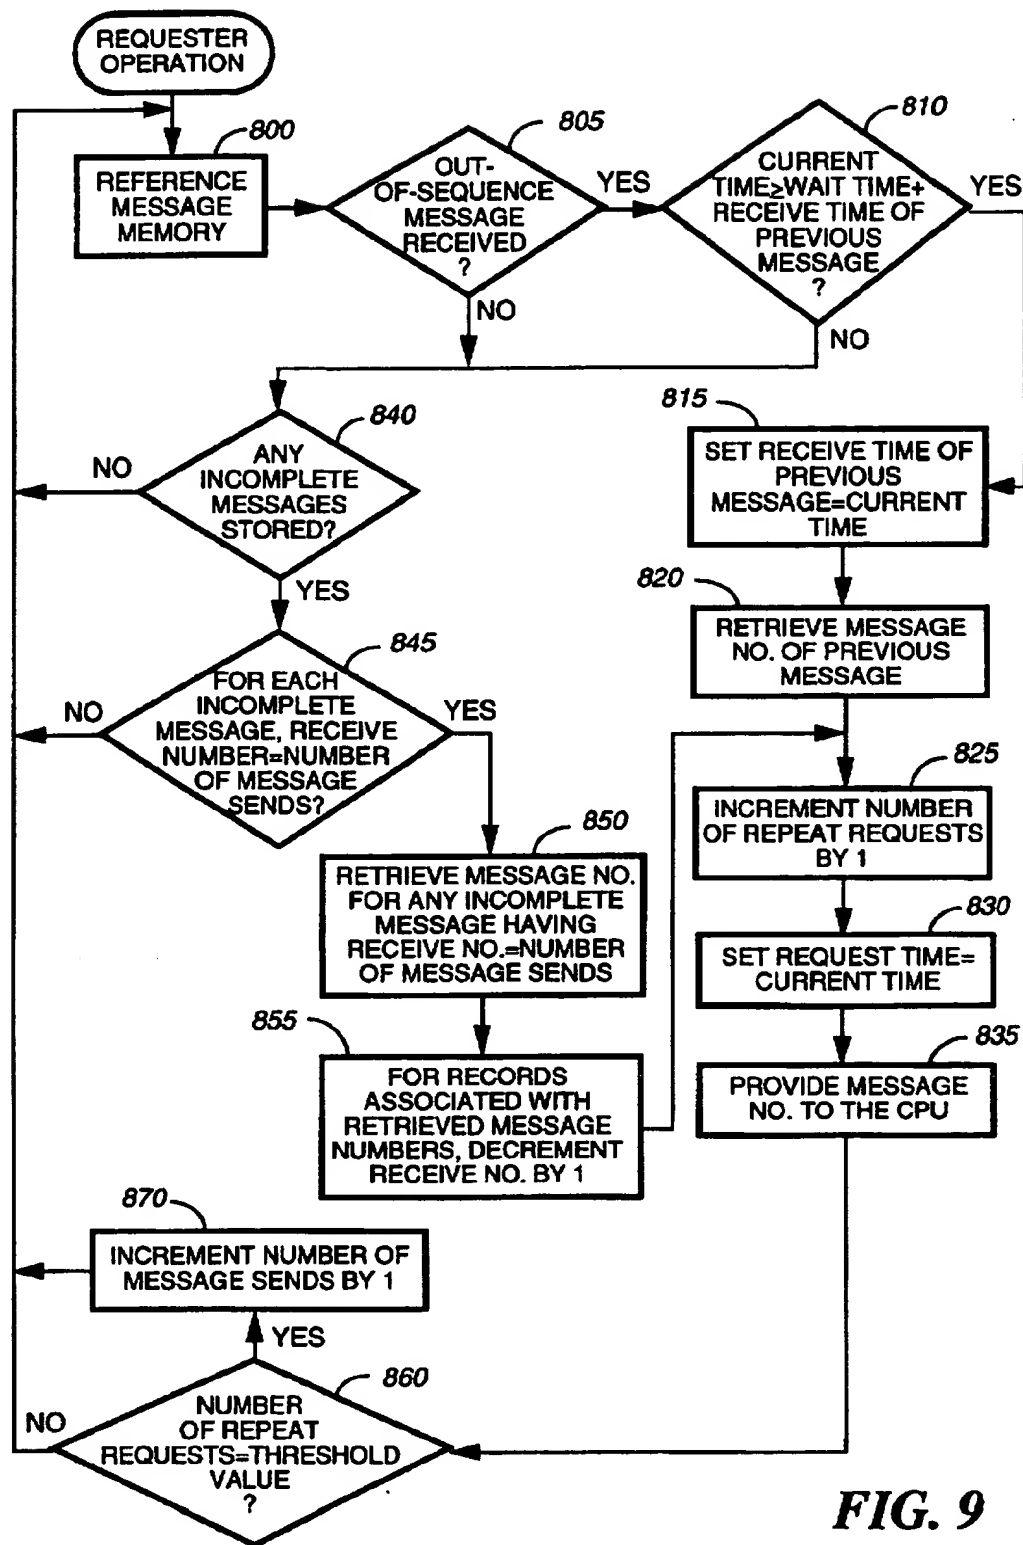 REQUESTER
OPERATION
800
REFERENCE
MESSAGE
MEMORY
805
OUT-
OF-SEQUENCE
MESSAGE
RECEIVED
?
YES
NO
810
CURRENT
TIME≥WAIT TIME+
RECEIVE TIME OF
PREVIOUS
MESSAGE
?
YES
NO
815
SET RECEIVE TIME OF
PREVIOUS
MESSAGE=CURRENT
TIME
820
RETRIEVE MESSAGE
NO. OF PREVIOUS
MESSAGE
825
INCREMENT NUMBER
OF REPEAT REQUESTS
BY 1
830
SET REQUEST TIME=
CURRENT TIME
835
PROVIDE MESSAGE
NO. TO THE CPU
840
ANY
INCOMPLETE
MESSAGES
STORED?
NO
YES
845
FOR EACH
INCOMPLETE
MESSAGE, RECEIVE
NUMBER=NUMBER
OF MESSAGE
SENDS?
NO
YES
850
RETRIEVE MESSAGE NO.
FOR ANY INCOMPLETE
MESSAGE HAVING
RECEIVE NO.=NUMBER
OF MESSAGE SENDS
855
FOR RECORDS
ASSOCIATED WITH
RETRIEVED MESSAGE
NUMBERS, DECREMENT
RECEIVE NO. BY 1
870
INCREMENT NUMBER OF
MESSAGE SENDS BY 1
YES
860
NUMBER
OF REPEAT
REQUESTS=THRESHOLD
VALUE
?
NO
FIG. 9